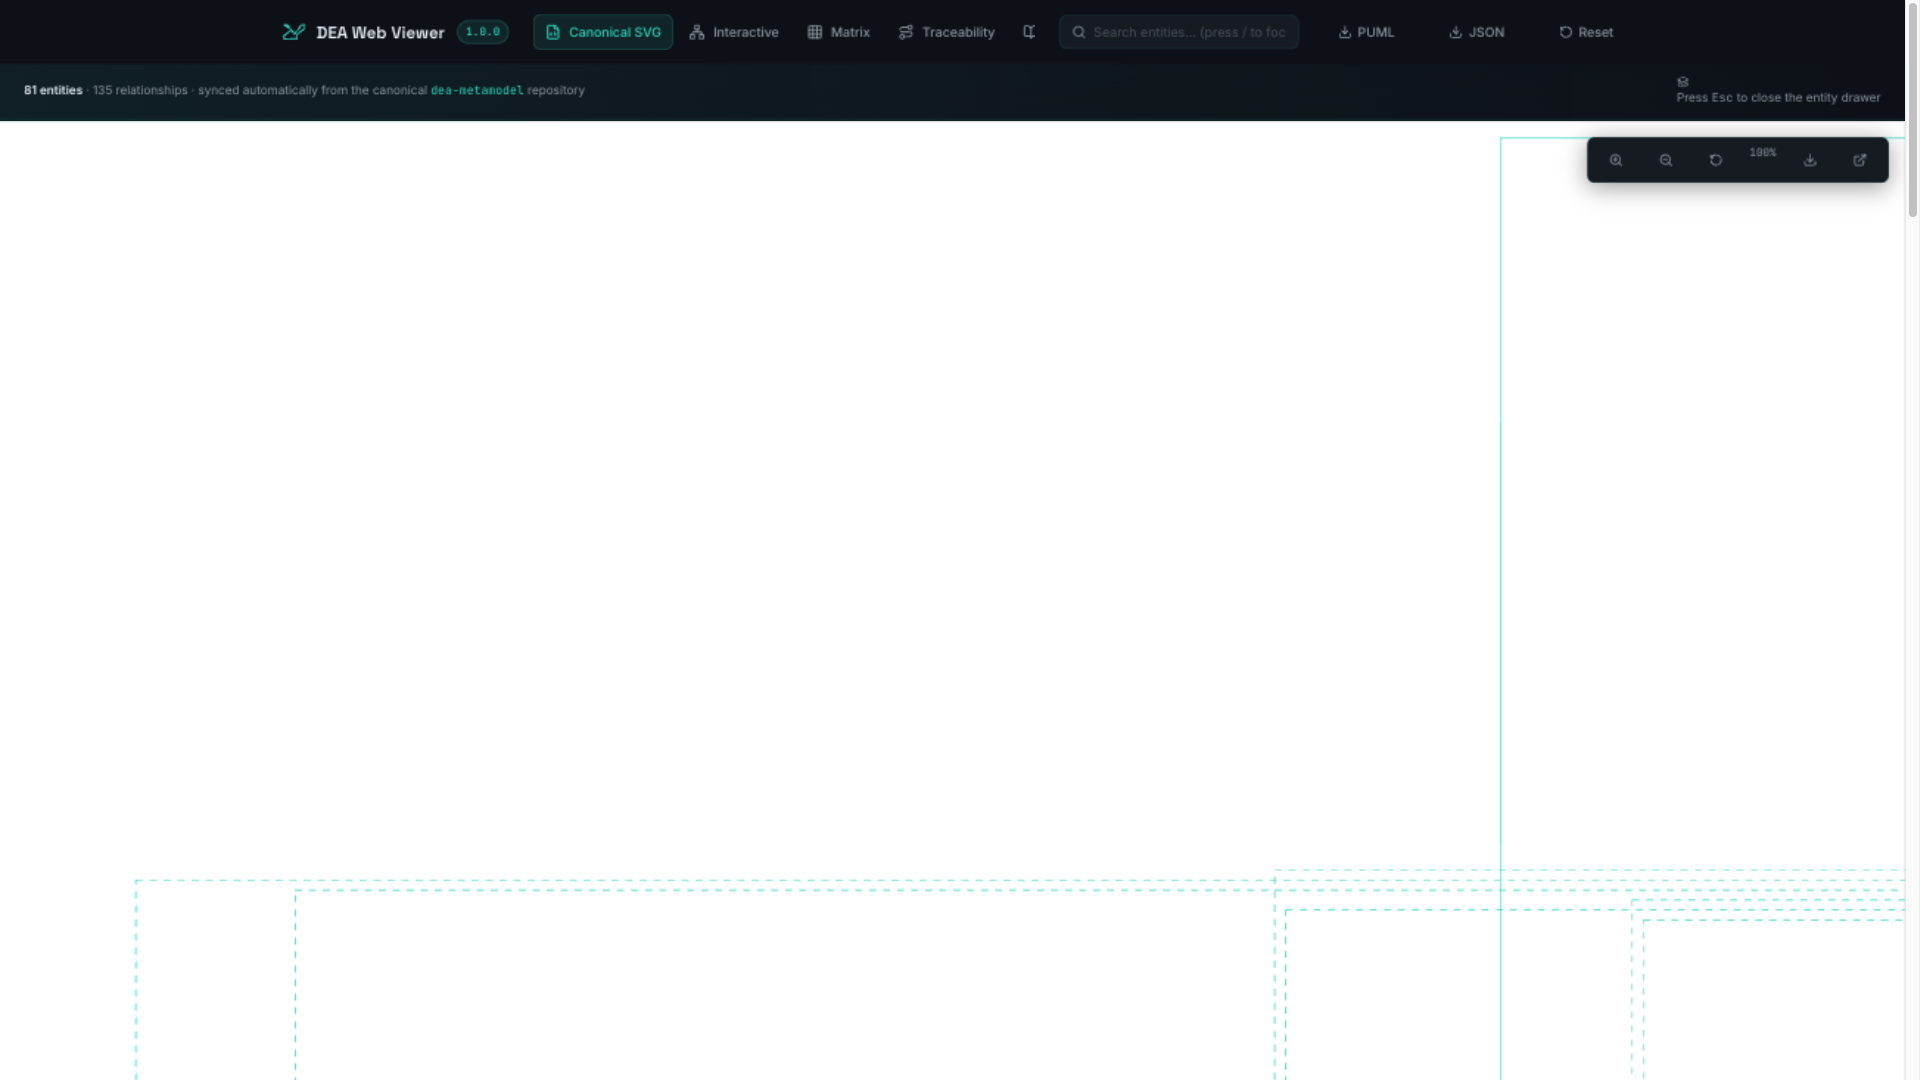 DEA Web Viewer 1.0.0 Canonical SVG Interactive Matrix Traceability Search entities... (press / to foc PUML JSON Reset
81 entities · 135 relationships · synced automatically from the canonical dea-metamodel repository
Press Esc to close the entity drawer
100%